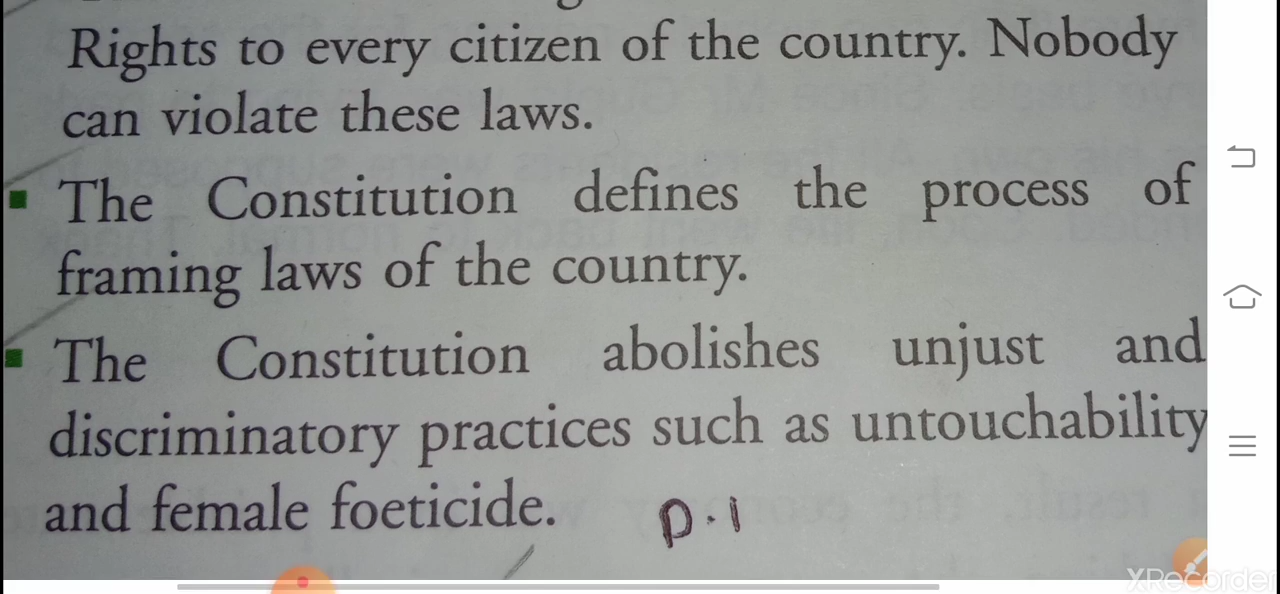 Rights to every citizen of the country. Nobody
can violate these laws.
The Constitution defines the process of
framing laws of the country.
The Constitution abolishes unjust and
discriminatory practices such as untouchability
and female foeticide.
P.1
XRecorder